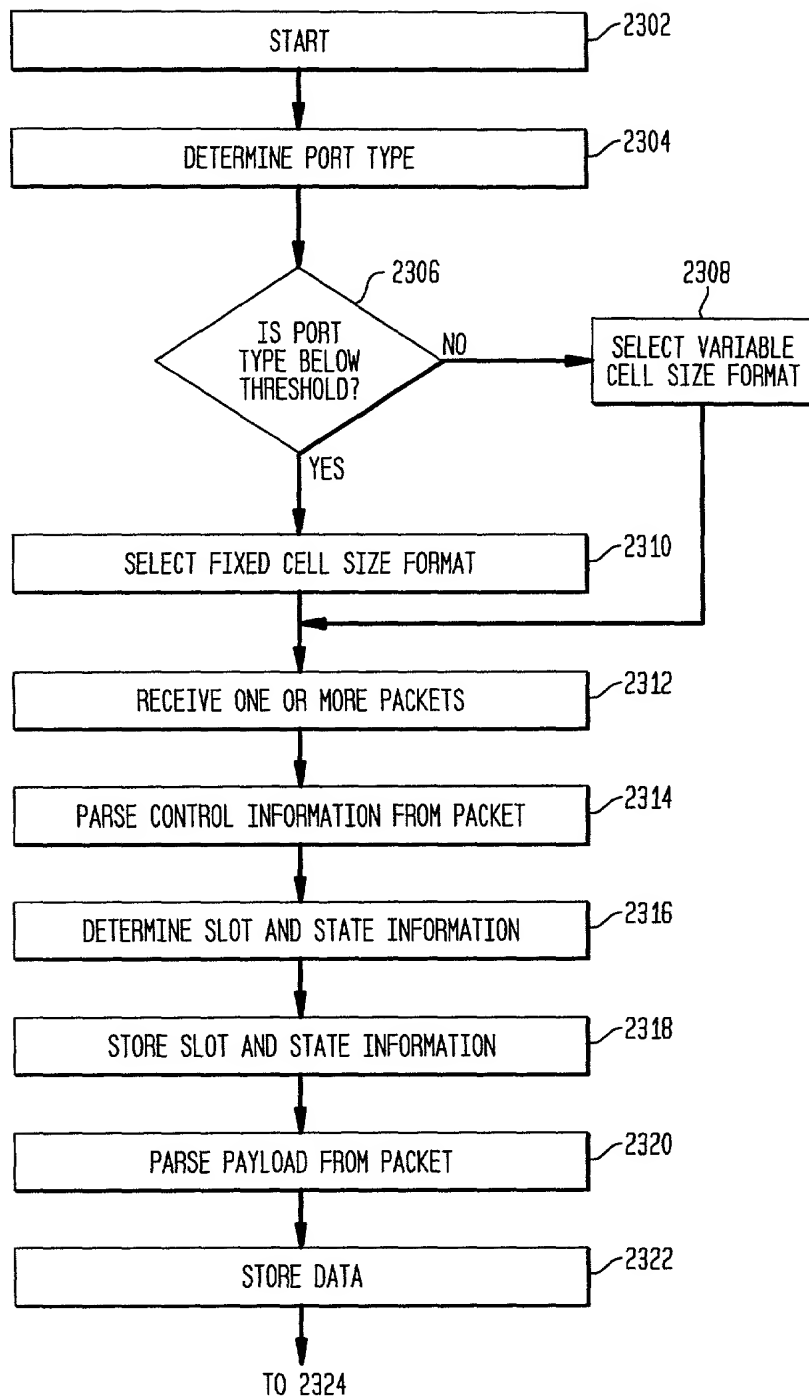 START
2302
DETERMINE PORT TYPE
2304
2306
IS PORT
TYPE BELOW
THRESHOLD?
NO
2308
SELECT VARIABLE
CELL SIZE FORMAT
YES
SELECT FIXED CELL SIZE FORMAT
2310
RECEIVE ONE OR MORE PACKETS
2312
PARSE CONTROL INFORMATION FROM PACKET
2314
DETERMINE SLOT AND STATE INFORMATION
2316
STORE SLOT AND STATE INFORMATION
2318
PARSE PAYLOAD FROM PACKET
2320
STORE DATA
2322
TO 2324